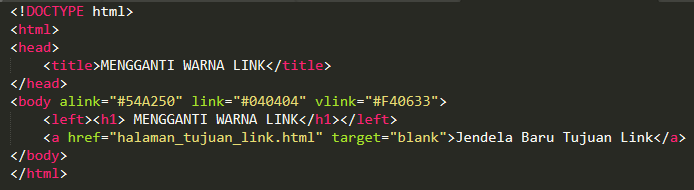 <!DOCTYPE html>
<html>
<head>
    <title>MENGGANTI WARNA LINK</title>
</head>
<body alink="#54A250" link="#040404" vlink="#F40633">
    <left><h1> MENGGANTI WARNA LINK</h1></left>
    <a href="halaman_tujuan_link.html" target="blank">Jendela Baru Tujuan Link</a>
</body>
</html>